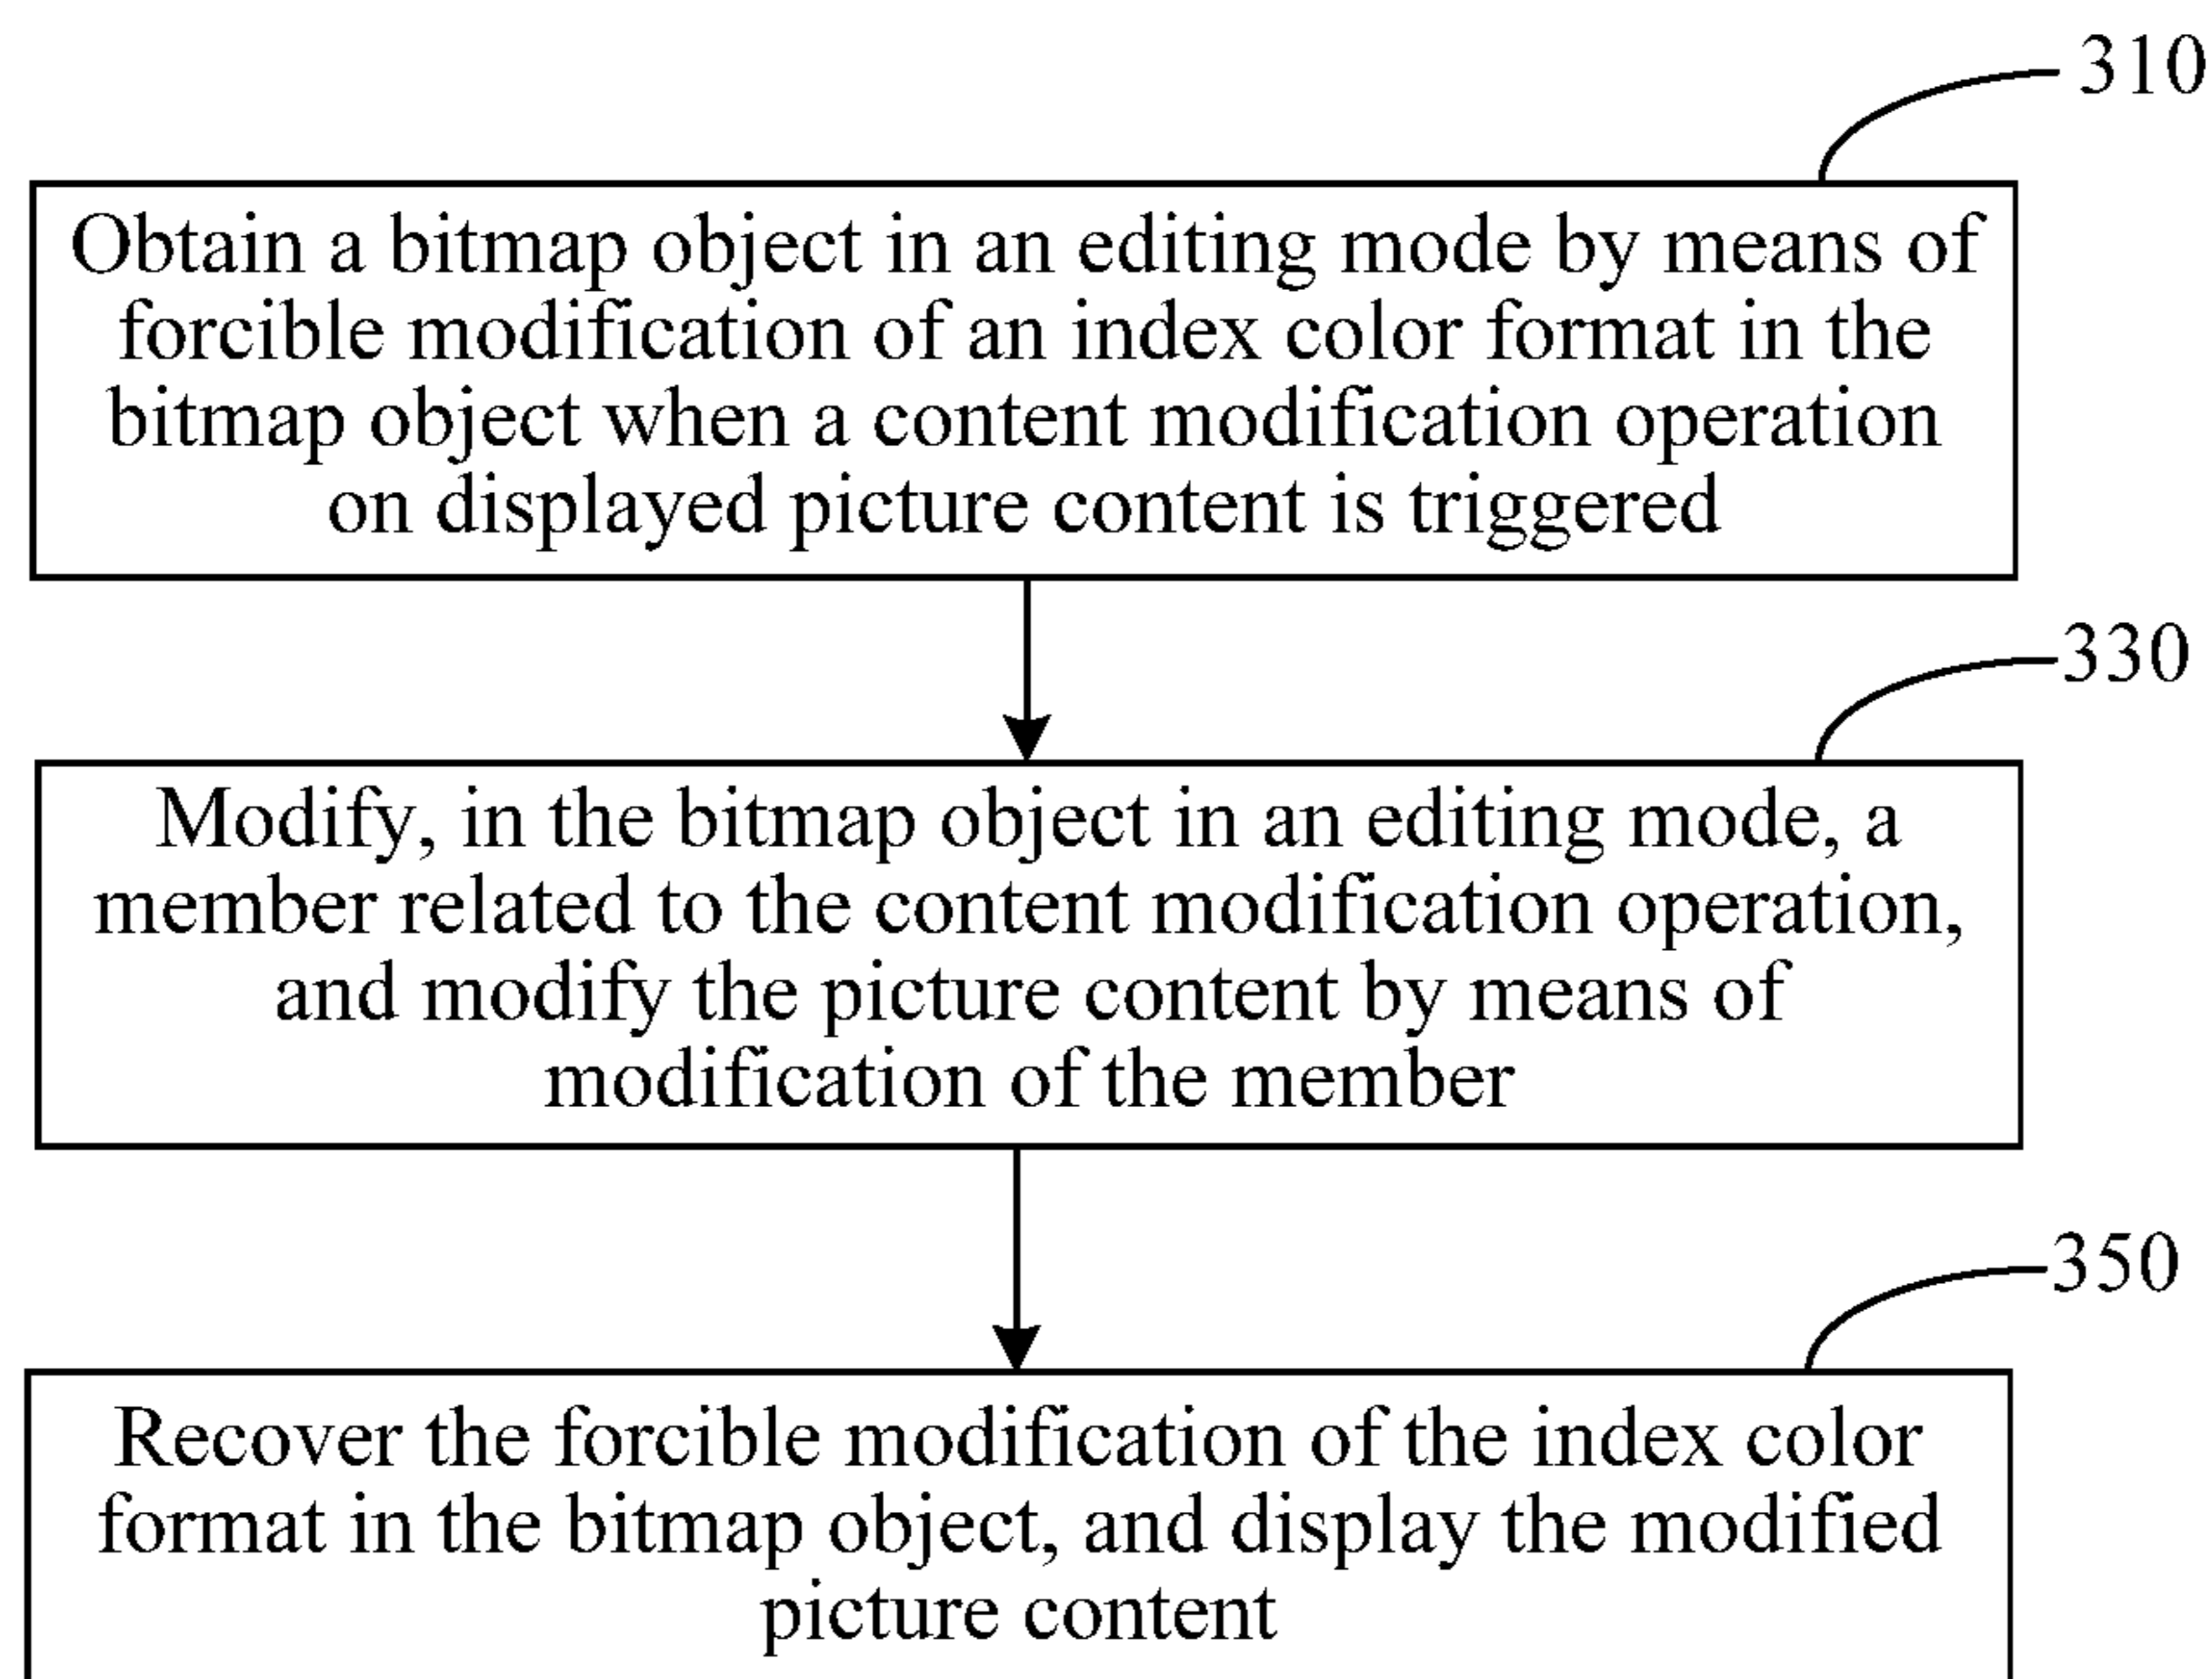 310
Obtain a bitmap object in an editing mode by means of
forcible modification of an index color format in the
bitmap object when a content modification operation
on displayed picture content is triggered
330
Modify, in the bitmap object in an editing mode, a
member related to the content modification operation,
and modify the picture content by means of
modification of the member
350
Recover the forcible modification of the index color
format in the bitmap object, and display the modified
picture content